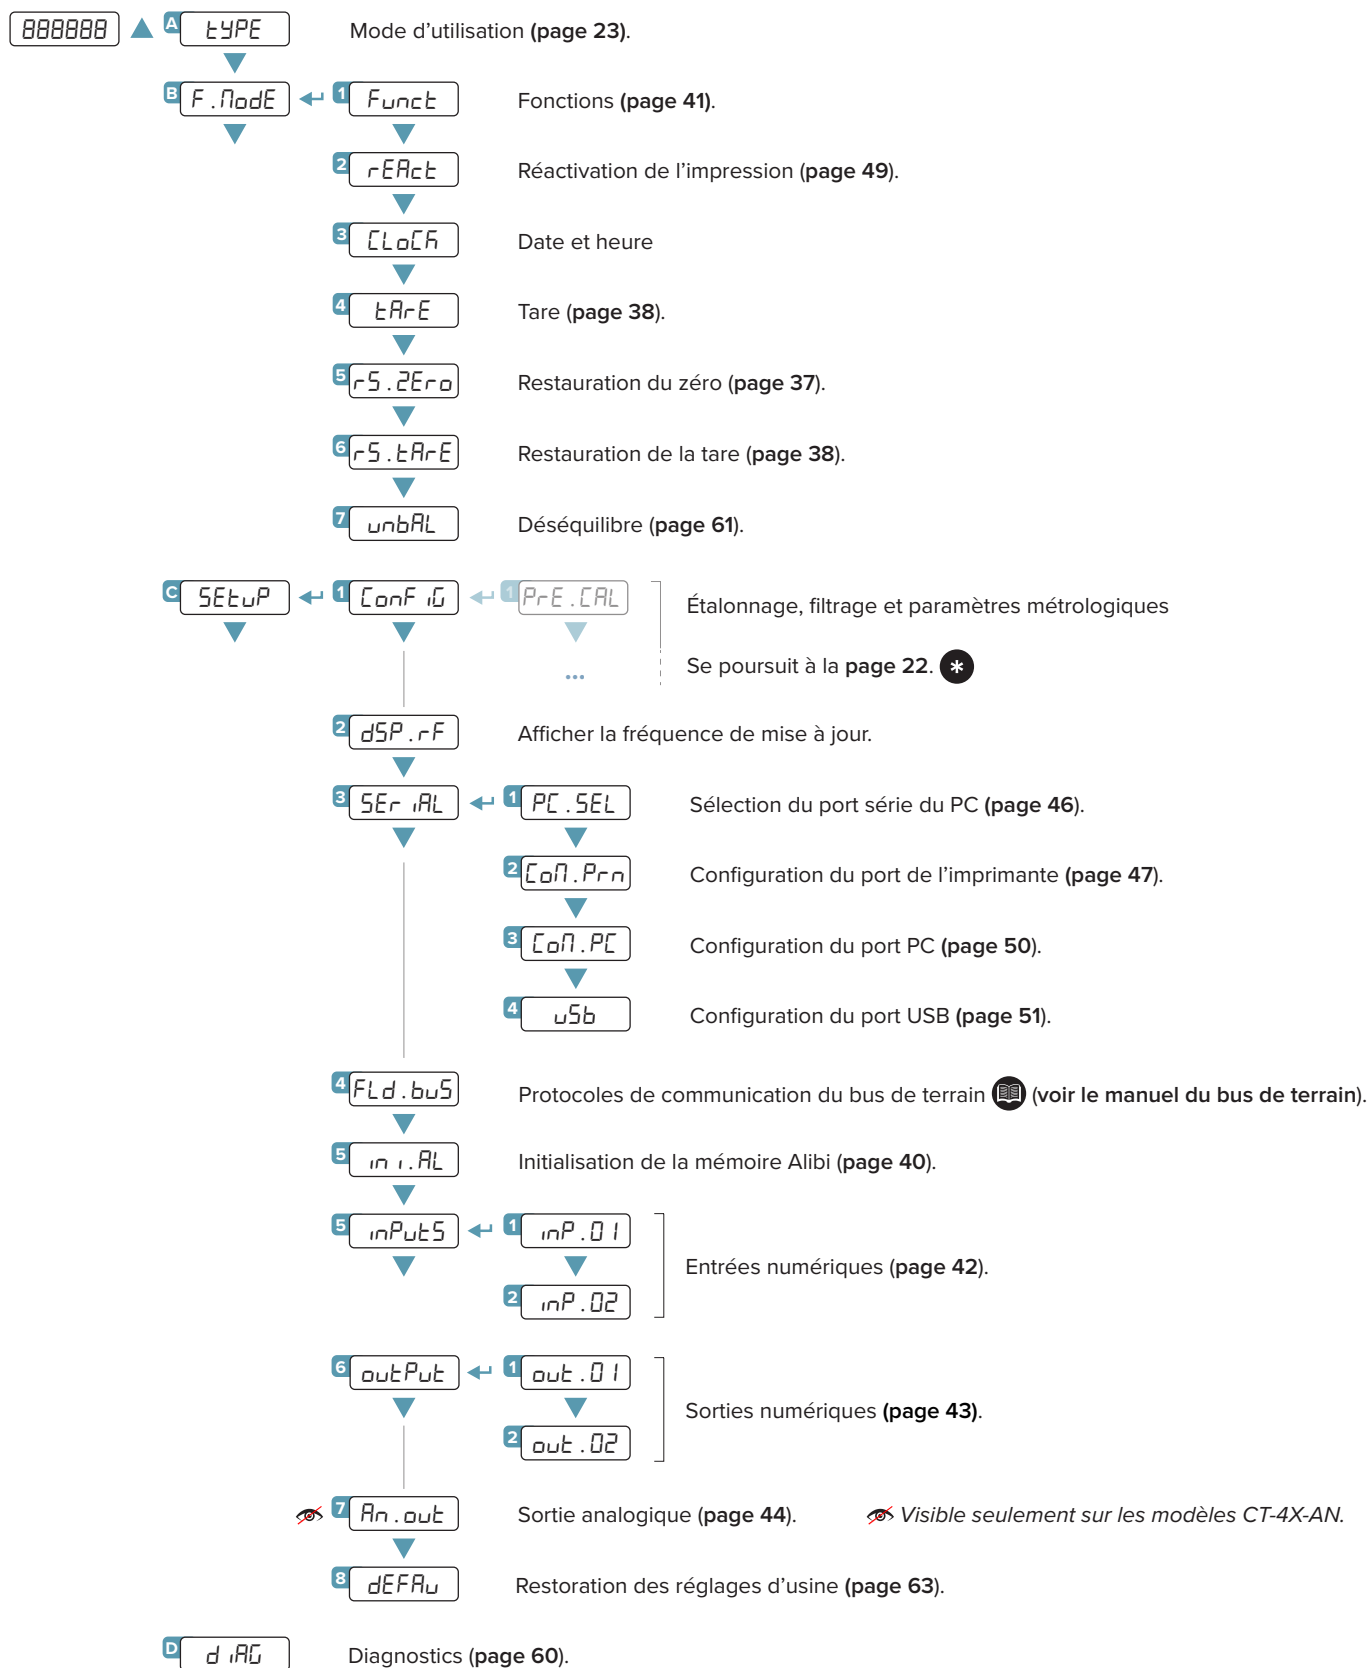 888888 A tYPE Mode d'utilisation (page 23).
B F.ModE 1 Funct Fonctions (page 41).
2 rEAct Réactivation de l'impression (page 49).
3 CLoCK Date et heure
4 tArE Tare (page 38).
5 rS.ZEro Restauration du zéro (page 37).
6 rS.tArE Restauration de la tare (page 38).
7 unbAL Déséquilibre (page 61).
C SEtuP 1 ConFiG 1 PrE.CAL Étalonnage, filtrage et paramètres métrologiques
... Se poursuit à la page 22. *
2 dSP.rF Afficher la fréquence de mise à jour.
3 SEriAL 1 PC.SEL Sélection du port série du PC (page 46).
2 CoM.Prn Configuration du port de l'imprimante (page 47).
3 CoM.PC Configuration du port PC (page 50).
4 uSb Configuration du port USB (page 51).
4 FLd.buS Protocoles de communication du bus de terrain (voir le manuel du bus de terrain).
5 ini.AL Initialisation de la mémoire Alibi (page 40).
5 inPutS 1 inP.01
Entrées numériques (page 42).
2 inP.02
6 outPut 1 out.01
Sorties numériques (page 43).
2 out.02
7 An.out Sortie analogique (page 44). Visible seulement sur les modèles CT-4X-AN.
8 dEFAu Restoration des réglages d'usine (page 63).
D diAG Diagnostics (page 60).